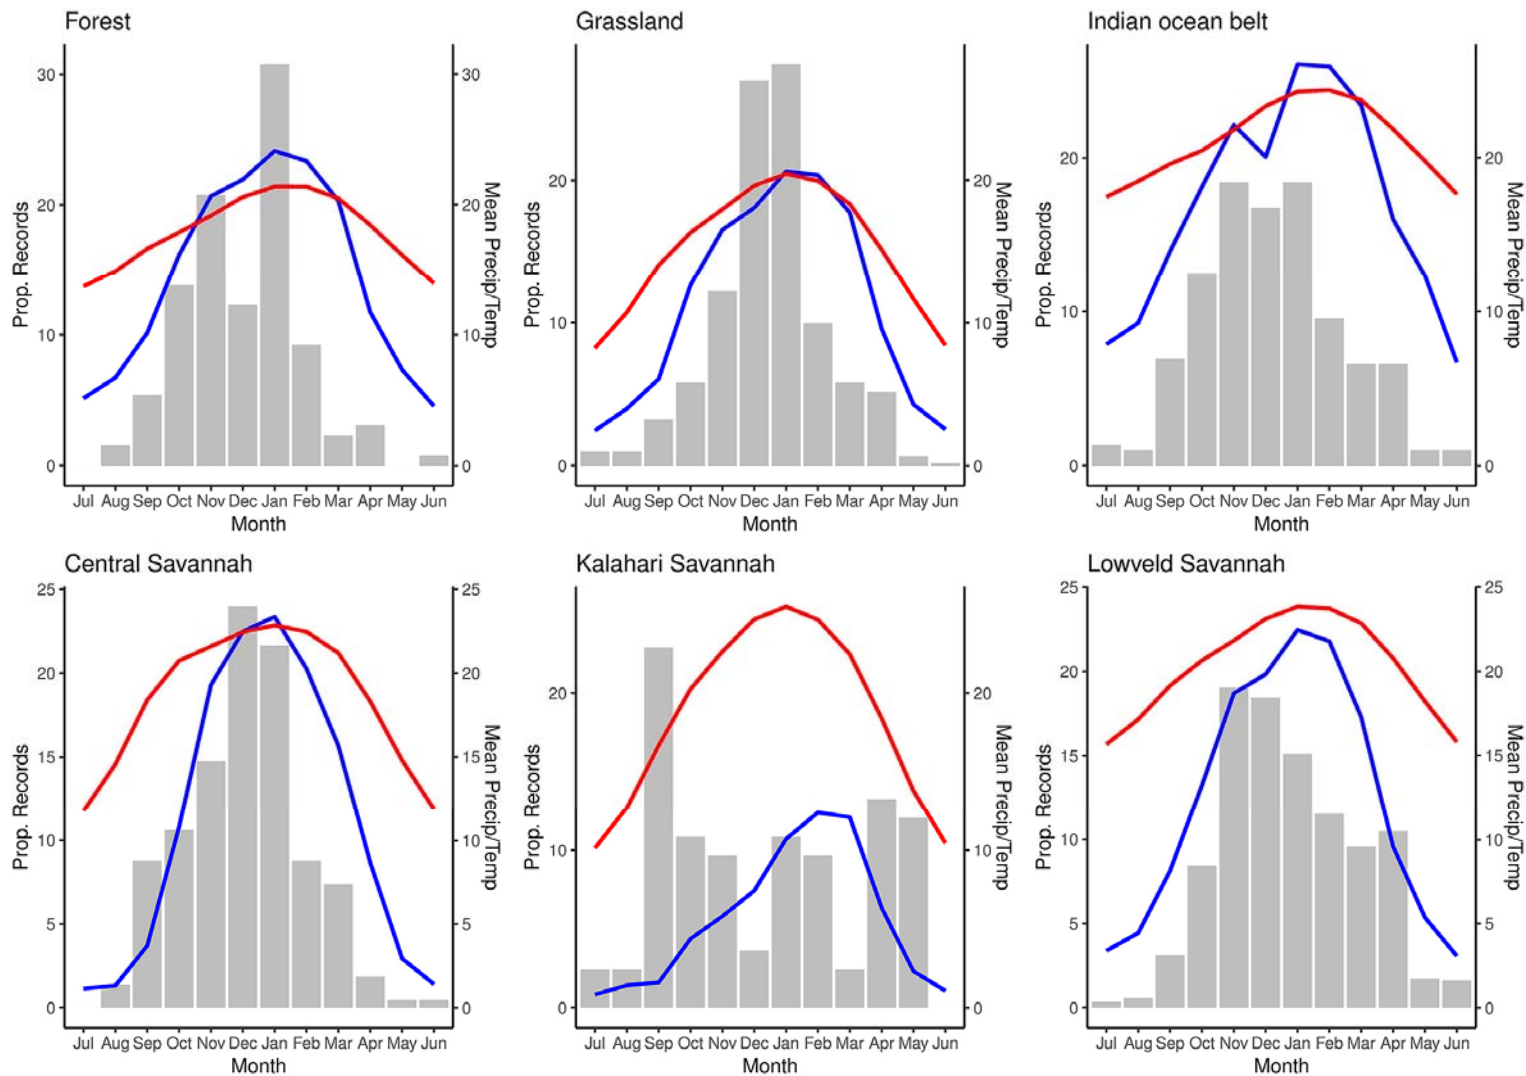 Forest
30
20
10
0
30
20
10
0
Prop. Records
Mean Precip/Temp
Jul Aug Sep Oct Nov Dec Jan Feb Mar Apr May Jun
Month
Grassland
20
10
0
20
10
0
Prop. Records
Mean Precip/Temp
Jul Aug Sep Oct Nov Dec Jan Feb Mar Apr May Jun
Month
Indian ocean belt
20
10
0
20
10
0
Prop. Records
Mean Precip/Temp
Jul Aug Sep Oct Nov Dec Jan Feb Mar Apr May Jun
Month
Central Savannah
25
20
15
10
5
0
25
20
15
10
5
0
Prop. Records
Mean Precip/Temp
Jul Aug Sep Oct Nov Dec Jan Feb Mar Apr May Jun
Month
Kalahari Savannah
20
10
0
20
10
0
Prop. Records
Mean Precip/Temp
Jul Aug Sep Oct Nov Dec Jan Feb Mar Apr May Jun
Month
Lowveld Savannah
25
20
15
10
5
0
25
20
15
10
5
0
Prop. Records
Mean Precip/Temp
Jul Aug Sep Oct Nov Dec Jan Feb Mar Apr May Jun
Month